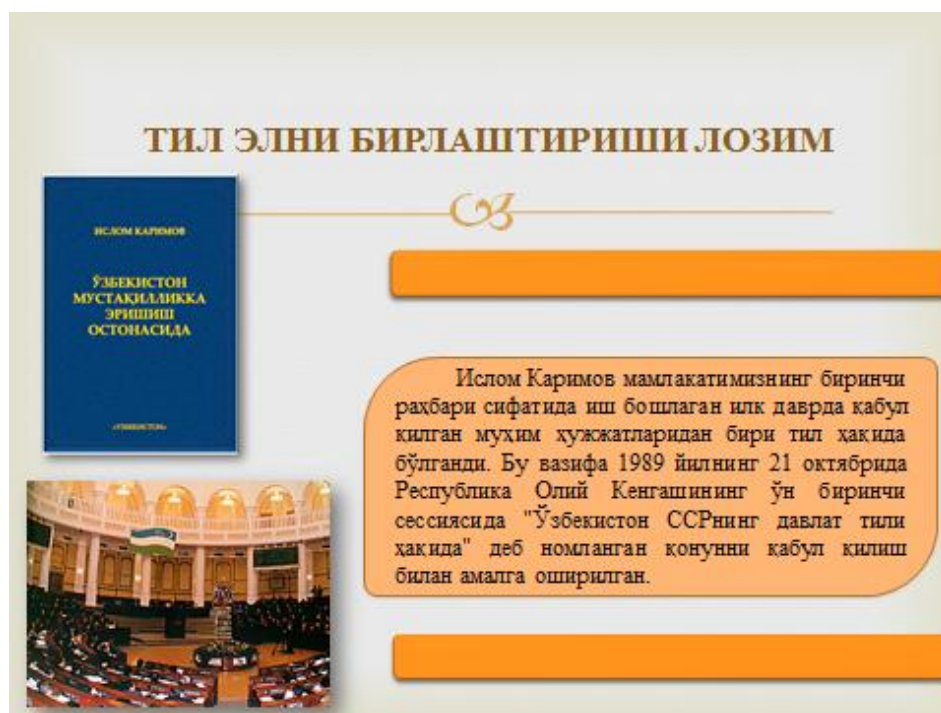 ТИЛ ЭЛНИ БИРЛАШТИРИШИ ЛОЗИМ
ИСЛОМ КАРИМОВ
ЎЗБЕКИСТОН
МУСТАҚИЛЛИККА
ЭРИШИШ
ОСТОНАСИДА
«ЎЗБЕКИСТОН»
Ислом Каримов мамлакатимизнинг биринчи
раҳбари сифатида иш бошлаган илк даврда қабул
қилган муҳим ҳужжатларидан бири тил ҳақида
бўлганди. Бу вазифа 1989 йилнинг 21 октябрида
Республика Олий Кенгашининг ўн биринчи
сессиясида "Ўзбекистон ССРнинг давлат тили
ҳақида" деб номланган қонунни қабул қилиш
билан амалга оширилган.